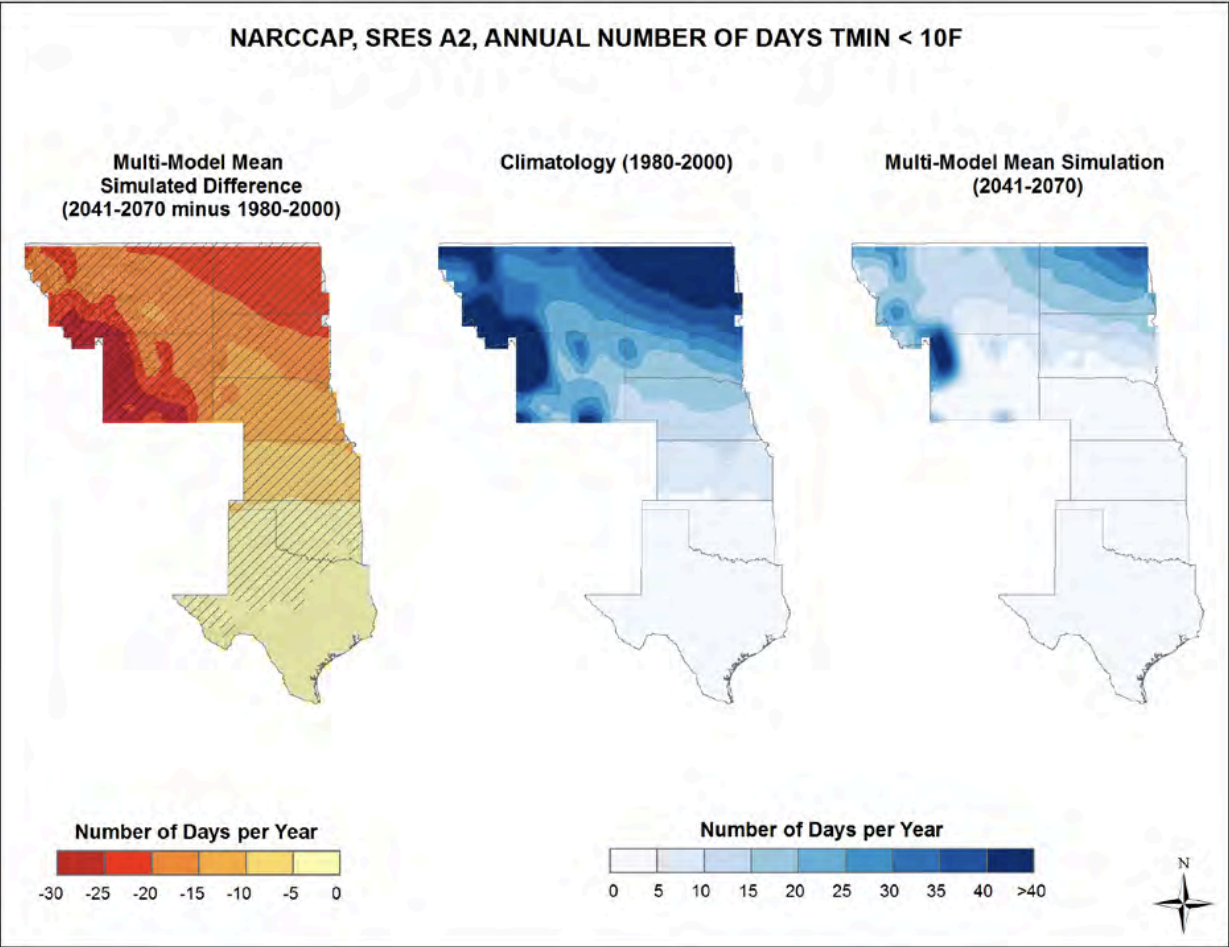 NARCCAP, SRES A2, ANNUAL NUMBER OF DAYS TMIN < 10F
Multi-Model Mean
Simulated Difference
(2041-2070 minus 1980-2000)
Climatology (1980-2000)
Multi-Model Mean Simulation
(2041-2070)
Number of Days per Year
-30 -25 -20 -15 -10 -5 0
Number of Days per Year
0 5 10 15 20 25 30 35 40 >40
N